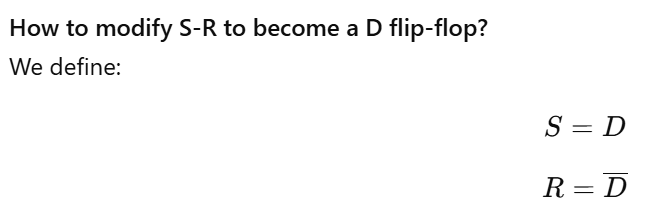 How to modify S-R to become a D flip-flop?
We define:
S = D
R = D̅